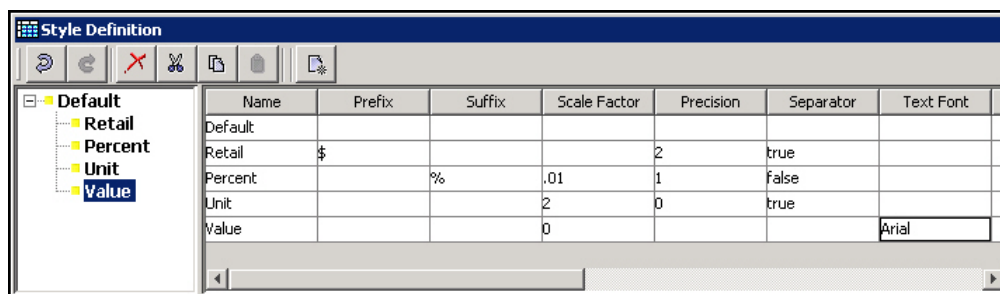 Style Definition
Default
Retail
Percent
Unit
Value
Name Prefix Suffix Scale Factor Precision Separator Text Font
Default
Retail $ 2 true
Percent % .01 1 false
Unit 2 0 true
Value 0 Arial